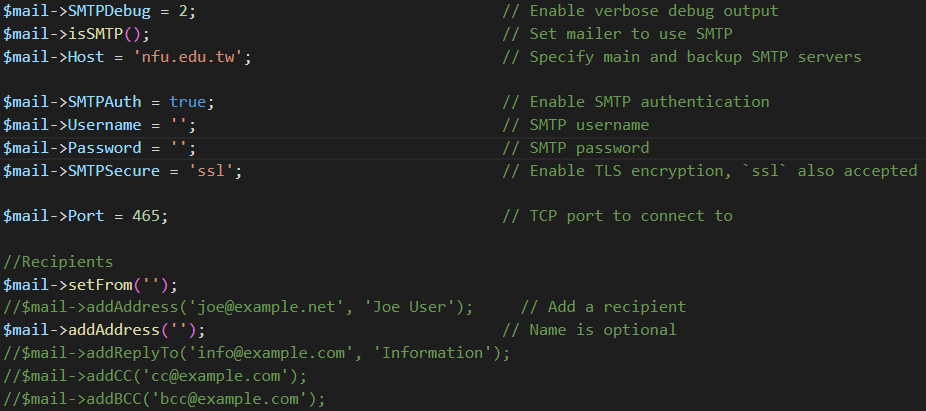 $mail->SMTPDebug = 2; // Enable verbose debug output
$mail->isSMTP(); // Set mailer to use SMTP
$mail->Host = 'nfu.edu.tw'; // Specify main and backup SMTP servers
$mail->SMTPAuth = true; // Enable SMTP authentication
$mail->Username = ''; // SMTP username
$mail->Password = ''; // SMTP password
$mail->SMTPSecure = 'ssl'; // Enable TLS encryption, `ssl` also accepted
$mail->Port = 465; // TCP port to connect to
//Recipients
$mail->setFrom('');
//$mail->addAddress('joe@example.net', 'Joe User'); // Add a recipient
$mail->addAddress(''); // Name is optional
//$mail->addReplyTo('info@example.com', 'Information');
//$mail->addCC('cc@example.com');
//$mail->addBCC('bcc@example.com');